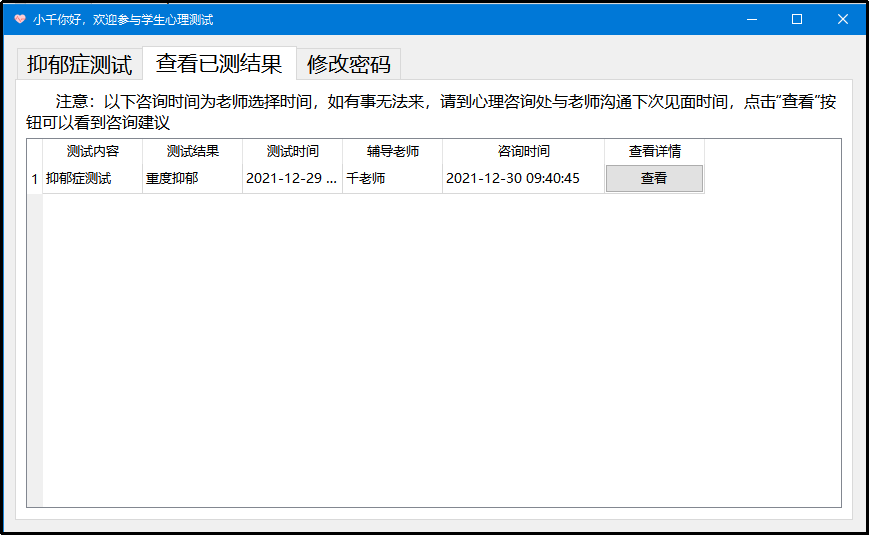 小千你好，欢迎参与学生心理测试
抑郁症测试 查看已测结果 修改密码
注意：以下咨询时间为老师选择时间，如有事无法来，请到心理咨询处与老师沟通下次见面时间，点击“查看”按
钮可以看到咨询建议
测试内容 测试结果 测试时间 辅导老师 咨询时间 查看详情
1 抑郁症测试 重度抑郁 2021-12-29 ... 千老师 2021-12-30 09:40:45 查看